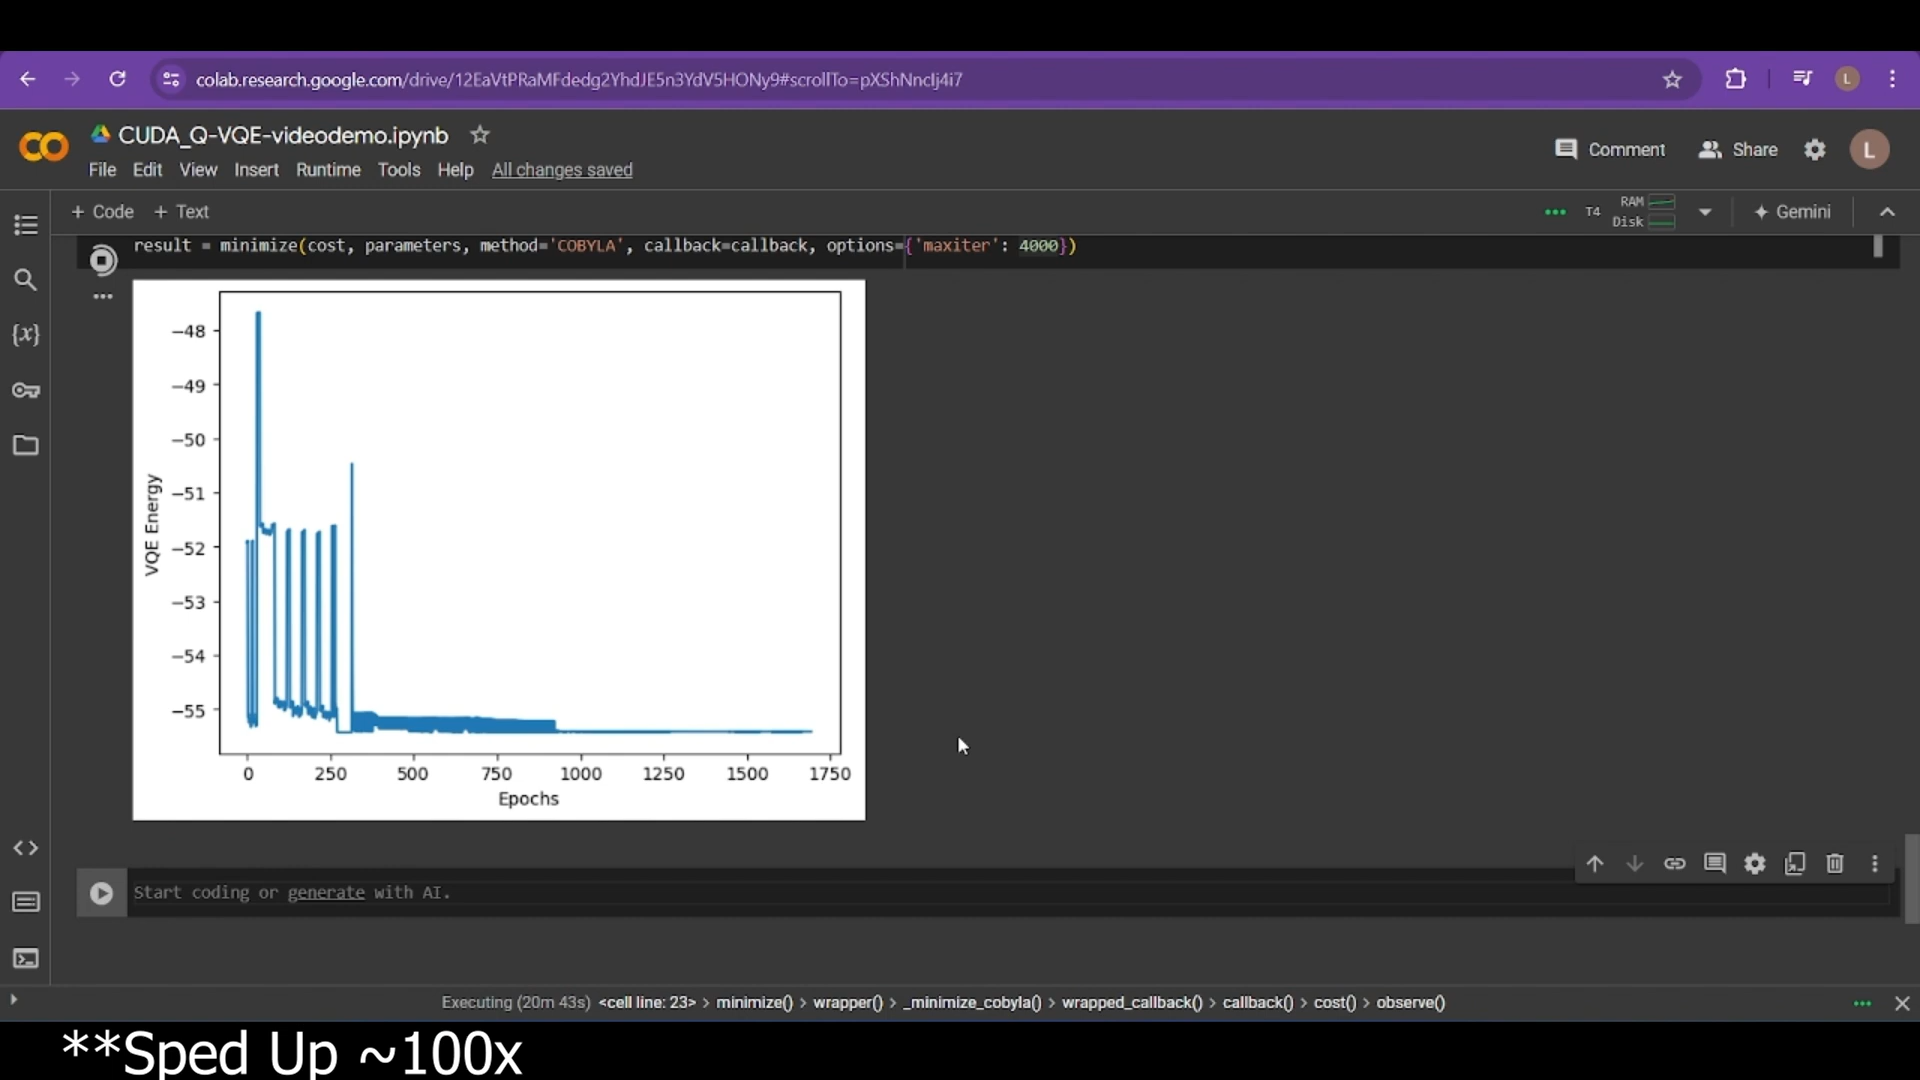 colab.research.google.com/drive/12EaVtPRaMFdedg2YhdJE5n3YdV5HONy9#scrollTo=pXShNncIj4i7
L
CO CUDA_Q-VQE-videodemo.ipynb
Comment Share L
File Edit View Insert Runtime Tools Help All changes saved
+ Code + Text
T4 RAM Disk Gemini
result = minimize(cost, parameters, method='COBYLA', callback=callback, options={'maxiter': 4000})
{x}
−48
−49
−50
−51
−52
−53
−54
−55
VQE Energy
0 250 500 750 1000 1250 1500 1750
Epochs
Start coding or generate with AI.
Executing (20m 43s) <cell line: 23> > minimize() > wrapper() > _minimize_cobyla() > wrapped_callback() > callback() > cost() > observe()
**Sped Up ~100x